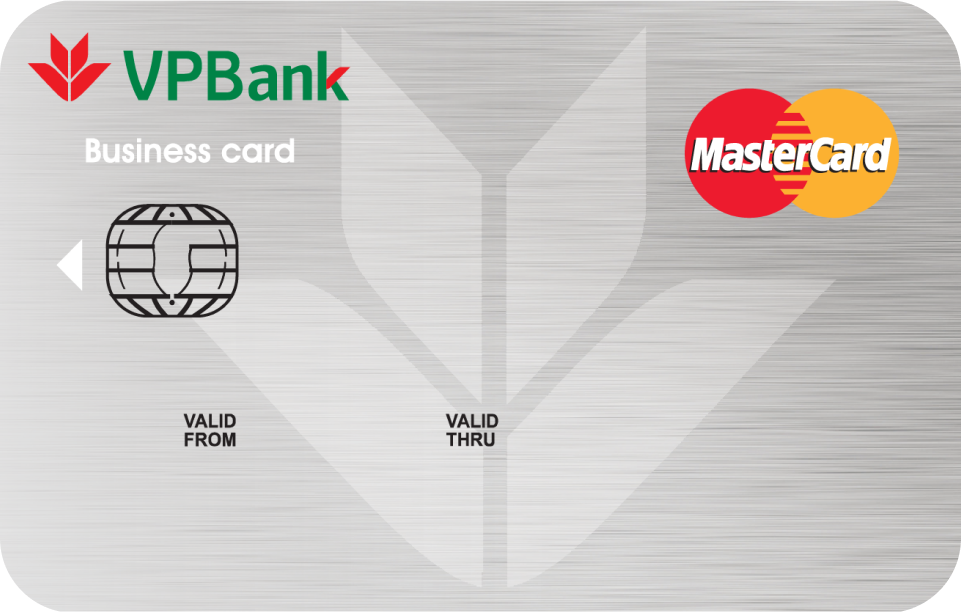 VPBank
Business card
MasterCard
VALID
FROM
VALID
THRU